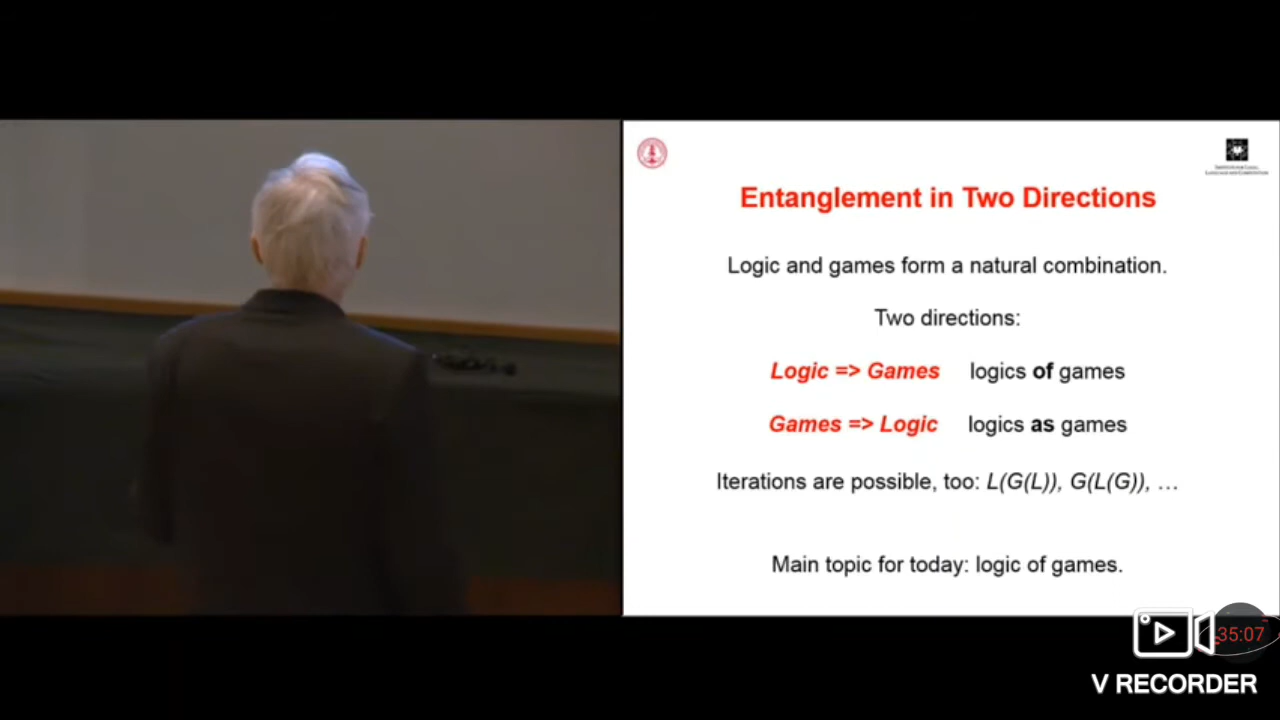 Entanglement in Two Directions
Logic and games form a natural combination.
Two directions:
Logic => Games logics of games
Games => Logic logics as games
Iterations are possible, too: L(G(L)), G(L(G)), …
Main topic for today: logic of games.
35:07
V RECORDER